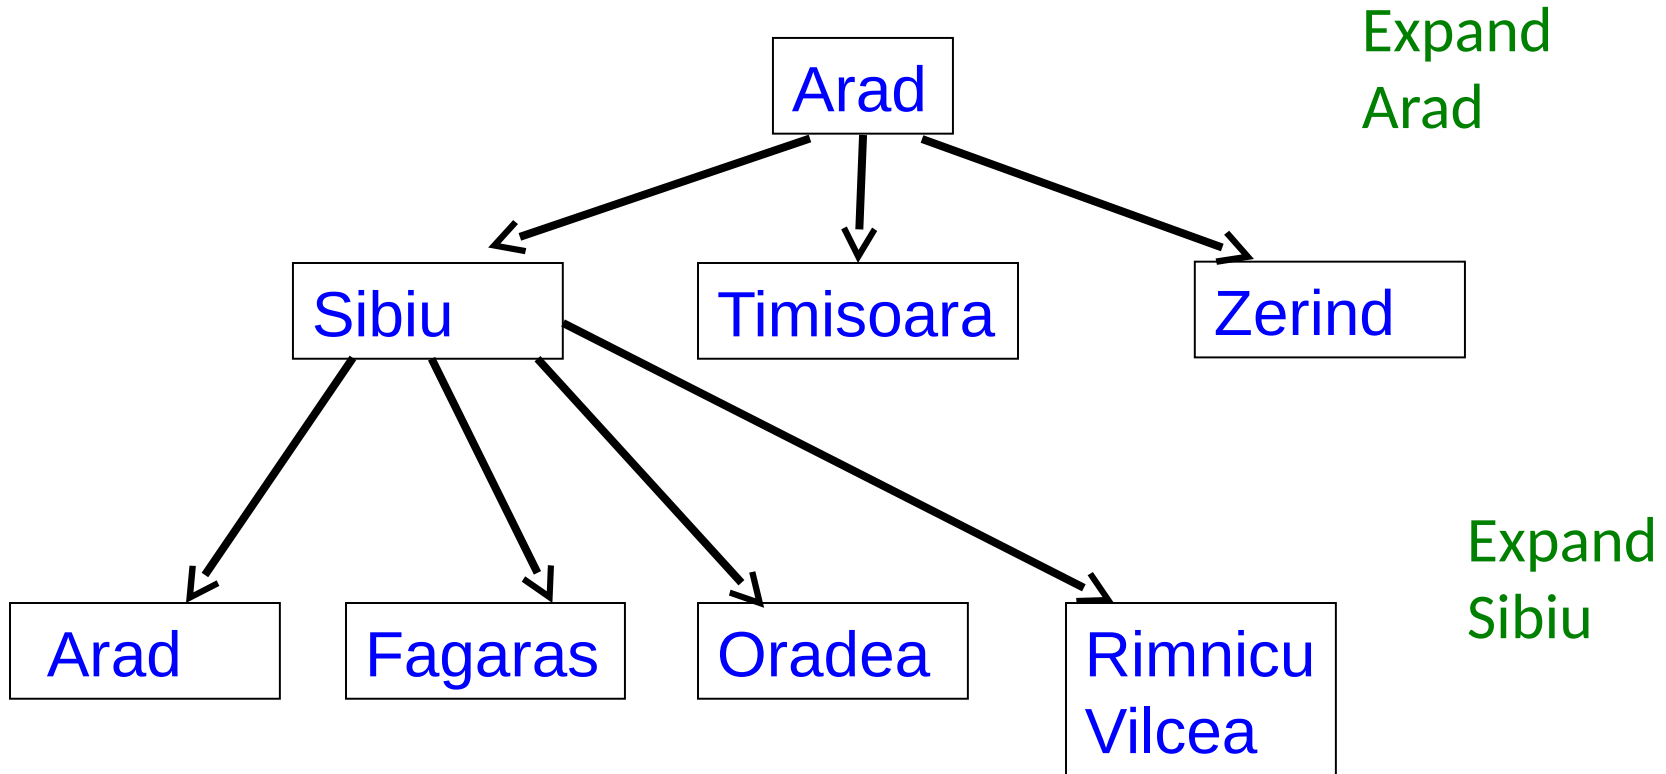 Expand
Arad
Arad
Sibiu
Timisoara
Zerind
Expand
Sibiu
Arad
Fagaras
Oradea
Rimnicu
Vilcea